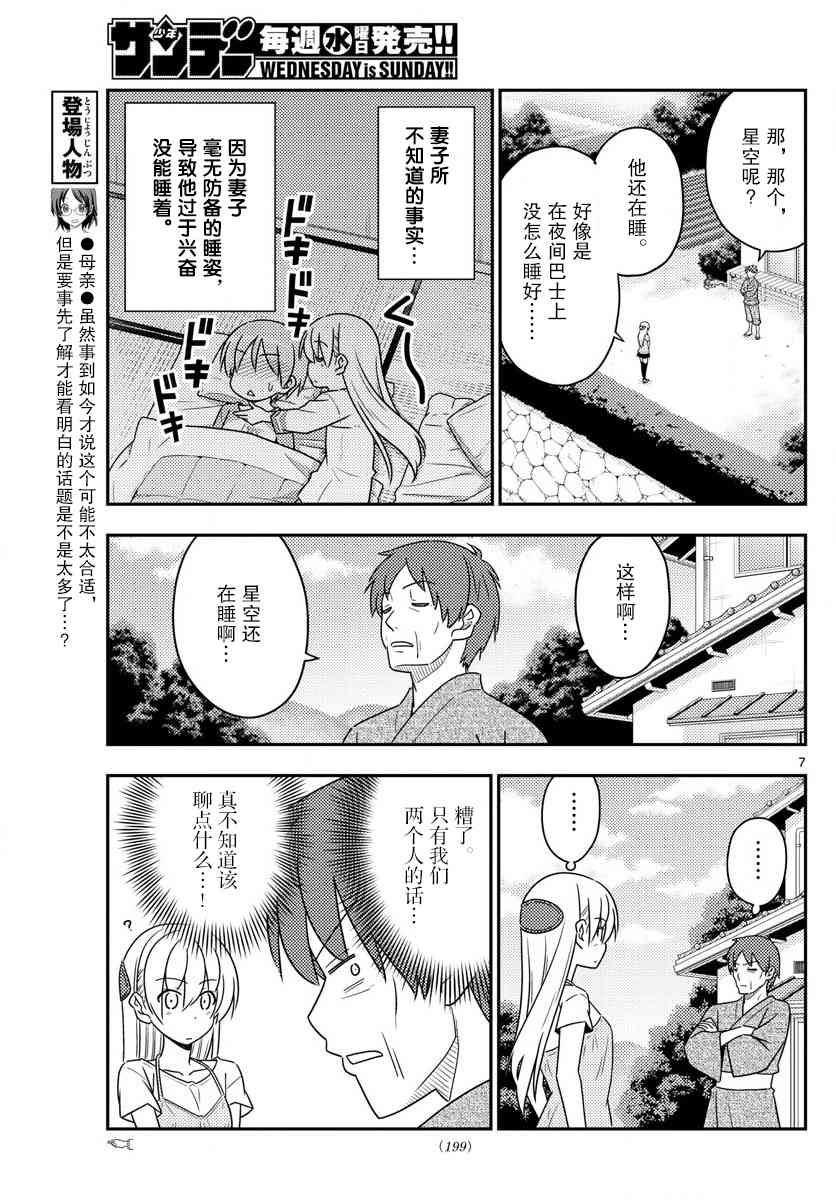 少年サンデー毎週水曜日発売!!
WEDNESDAY is SUNDAY!!
那，那个，
星空呢？
他还在睡。
好像是
在夜间巴士上
没怎么睡好……
妻子所
不知道的事实…
因为妻子
毫无防备的睡姿，
导致他过于兴奋
没能睡着。
ドキ
ドキ
とうじょうじんぶつ
登場人物
●母亲●虽然事到如今才说这个可能不太合适，
但是要事先了解才能看明白的话题是不是太多了…？
这样啊…
星空还
在睡啊…
7
……
……
糟了。
只有我们
两个人的话…
真不知道该
聊点什么…！
?
(199)